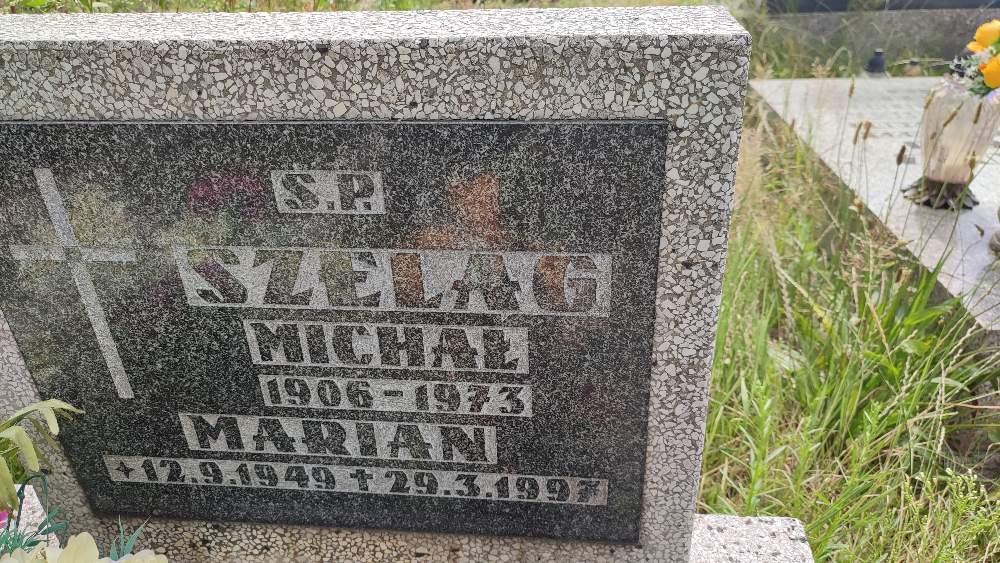 S.P.
SZELĄG
MICHAŁ
1906-1973
MARIAN
+12.9.1949 †29.3.1997